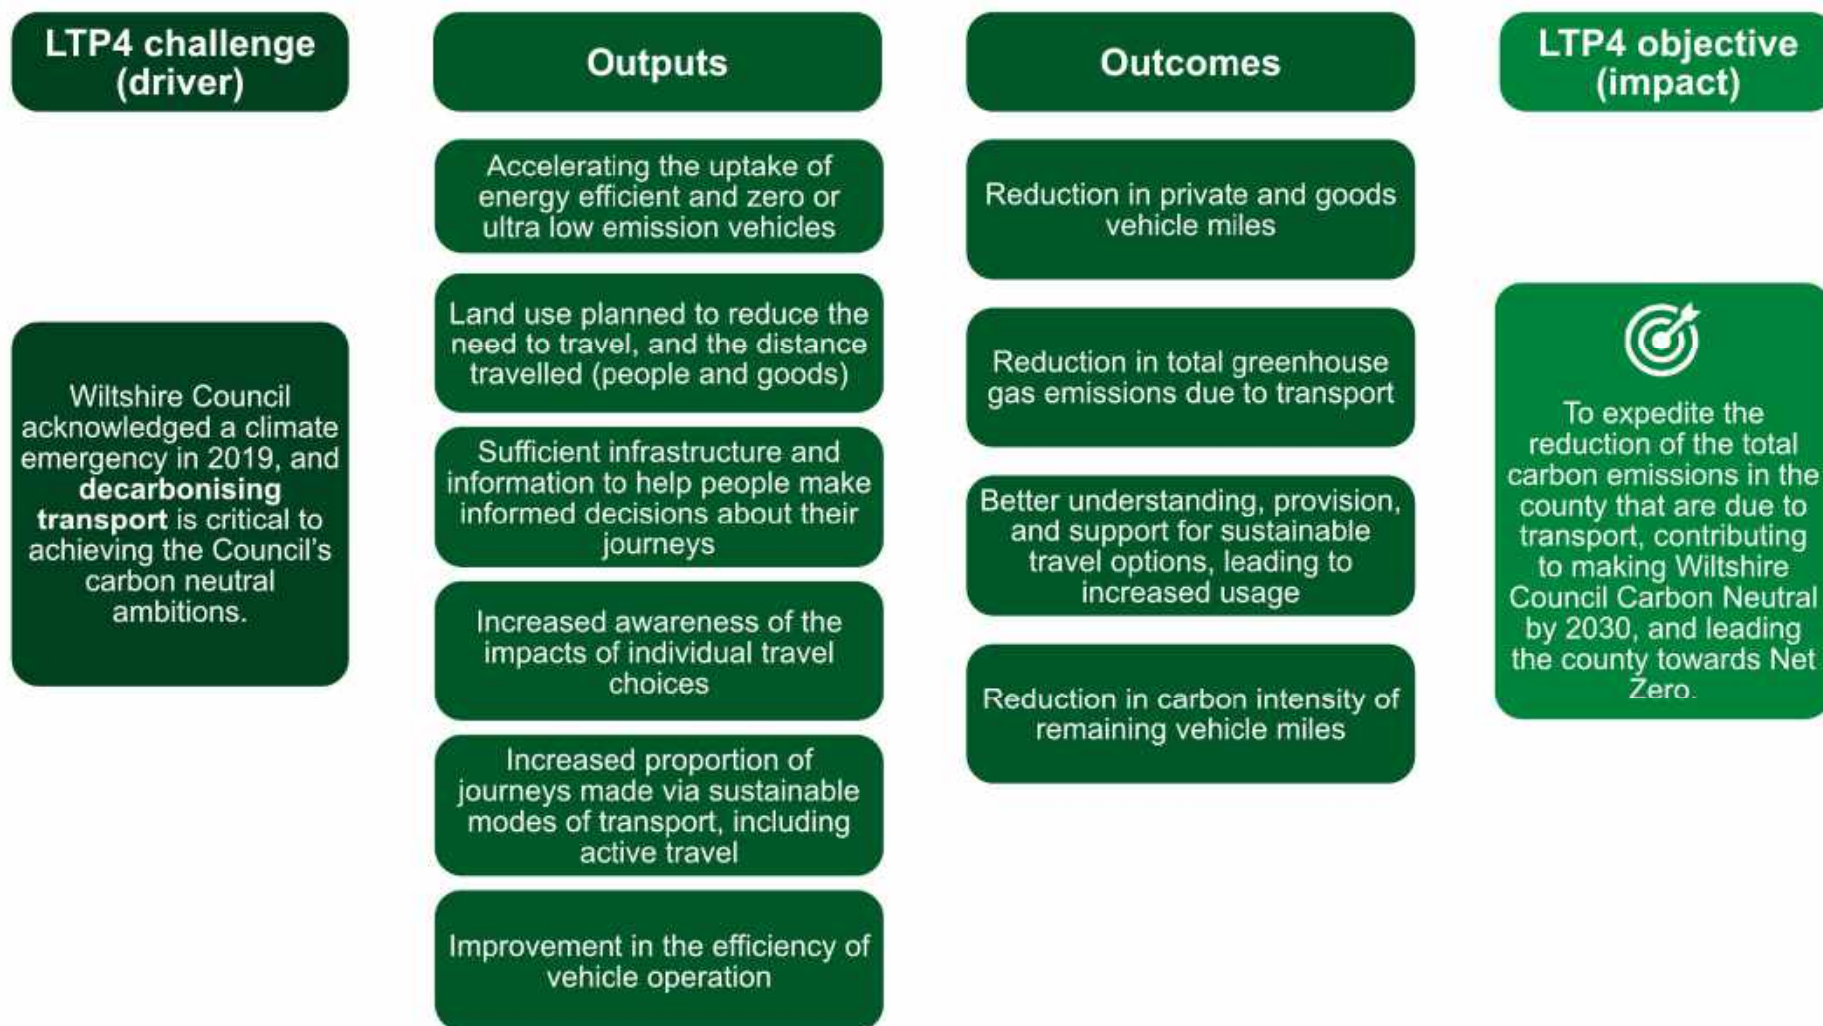 LTP4 challenge
(driver)
Outputs
Outcomes
LTP4 objective
(impact)
Wiltshire Council
acknowledged a climate
emergency in 2019, and
decarbonising
transport is critical to
achieving the Council's
carbon neutral
ambitions.
Accelerating the uptake of
energy efficient and zero or
ultra low emission vehicles
Land use planned to reduce the
need to travel, and the distance
travelled (people and goods)
Sufficient infrastructure and
information to help people make
informed decisions about their
journeys
Increased awareness of the
impacts of individual travel
choices
Increased proportion of
journeys made via sustainable
modes of transport, including
active travel
Improvement in the efficiency of
vehicle operation
Reduction in private and goods
vehicle miles
Reduction in total greenhouse
gas emissions due to transport
Better understanding, provision,
and support for sustainable
travel options, leading to
increased usage
Reduction in carbon intensity of
remaining vehicle miles
To expedite the
reduction of the total
carbon emissions in the
county that are due to
transport, contributing
to making Wiltshire
Council Carbon Neutral
by 2030, and leading
the county towards Net
Zero.